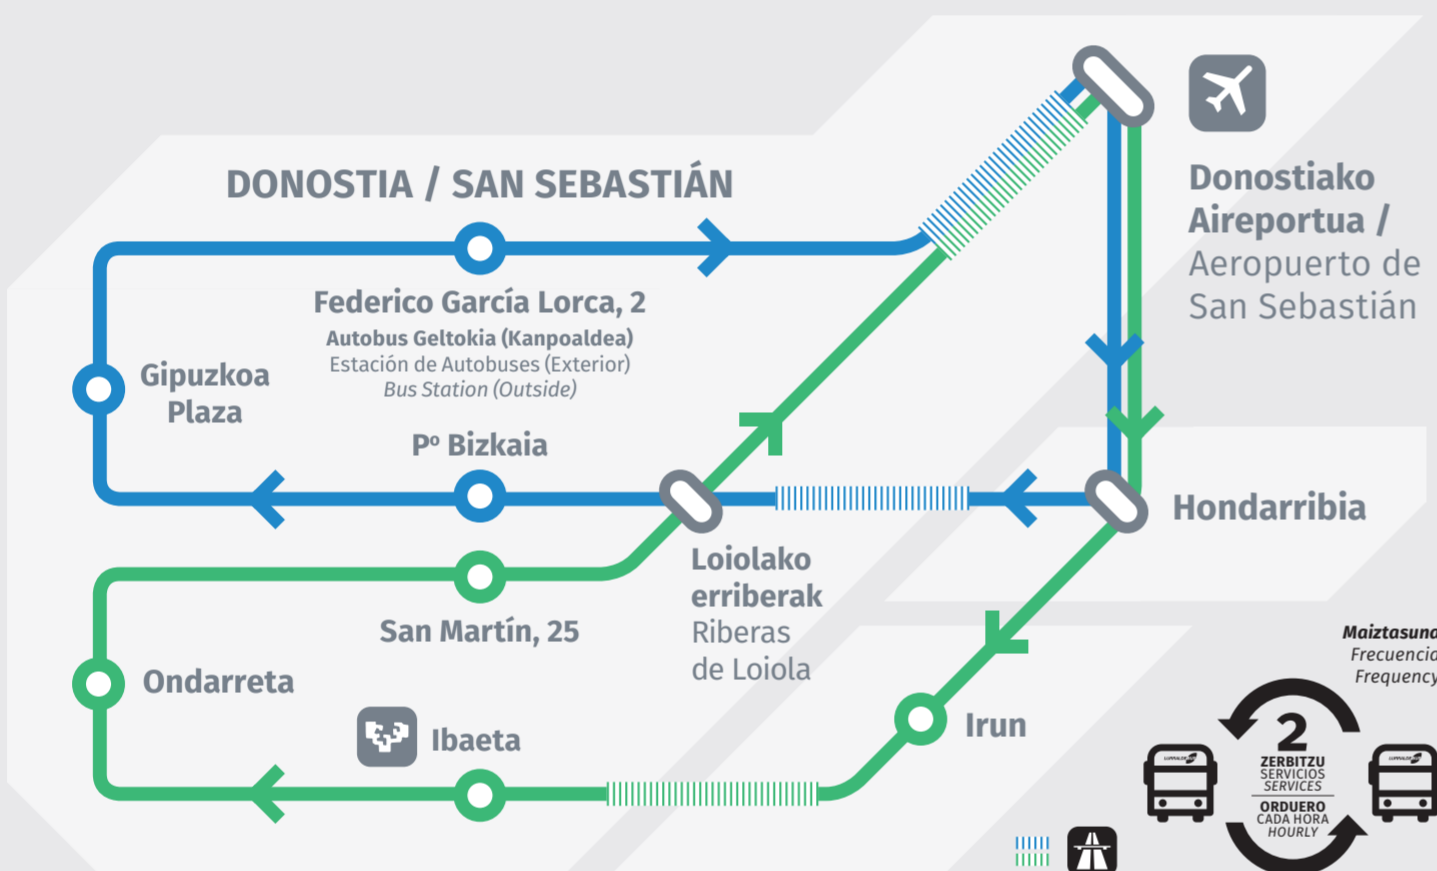 DONOSTIA / SAN SEBASTIÁN
Federico García Lorca, 2
Autobus Geltokia (Kanpoaldea)
Estación de Autobuses (Exterior)
Bus Station (Outside)
Gipuzkoa
Plaza
Pº Bizkaia
Donostiako
Aireportua /
Aeropuerto de
San Sebastián
Hondarribia
Loiolako
erriberak
Riberas
de Loiola
San Martín, 25
Ondarreta
Ibaeta
Irun
Maiztasuna
Frecuencia
Frequency
2
ZERBITZU
SERVICIOS
SERVICES
ORDUERO
CADA HORA
HOURLY